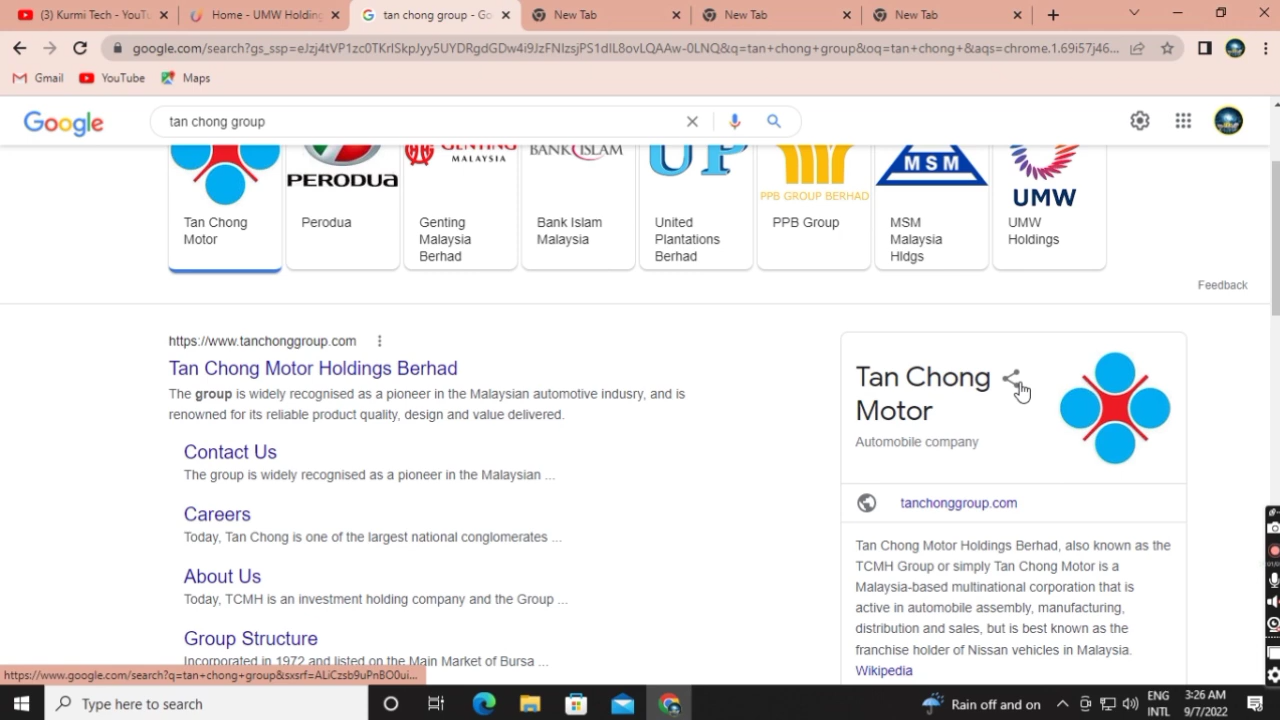 (3) Kurmi Tech - YouTu
Home - UMW Holding
tan chong group - Go
New Tab
New Tab
New Tab
google.com/search?gs_ssp=eJzj4tVP1zc0TKrISkpJyy5UYDRgdGDw4i9JzFNIzsjPS1dIL8ovLQAAw-0LNQ&q=tan+chong+group&oq=tan+chong+&aqs=chrome.1.69i57j46...
Gmail
YouTube
Maps
Google
tan chong group
PERODUA
GENTING
MALAYSIA
BANK ISLAM
UP
PPB GROUP BERHAD
MSM
UMW
Tan Chong
Motor
Perodua
Genting
Malaysia
Berhad
Bank Islam
Malaysia
United
Plantations
Berhad
PPB Group
MSM
Malaysia
Hldgs
UMW
Holdings
Feedback
https://www.tanchonggroup.com
Tan Chong Motor Holdings Berhad
The group is widely recognised as a pioneer in the Malaysian automotive indusry, and is
renowned for its reliable product quality, design and value delivered.
Contact Us
The group is widely recognised as a pioneer in the Malaysian ...
Careers
Today, Tan Chong is one of the largest national conglomerates ...
About Us
Today, TCMH is an investment holding company and the Group ...
Group Structure
Incorporated in 1972 and listed on the Main Market of Bursa ...
Tan Chong
Motor
Automobile company
tanchonggroup.com
Tan Chong Motor Holdings Berhad, also known as the
TCMH Group or simply Tan Chong Motor is a
Malaysia-based multinational corporation that is
active in automobile assembly, manufacturing,
distribution and sales, but is best known as the
franchise holder of Nissan vehicles in Malaysia.
Wikipedia
https://www.google.com/search?q=tan+chong+group&sxsrf=ALiCzsb9uPnBO0ui...
Type here to search
Rain off and on
ENG
INTL
3:26 AM
9/7/2022